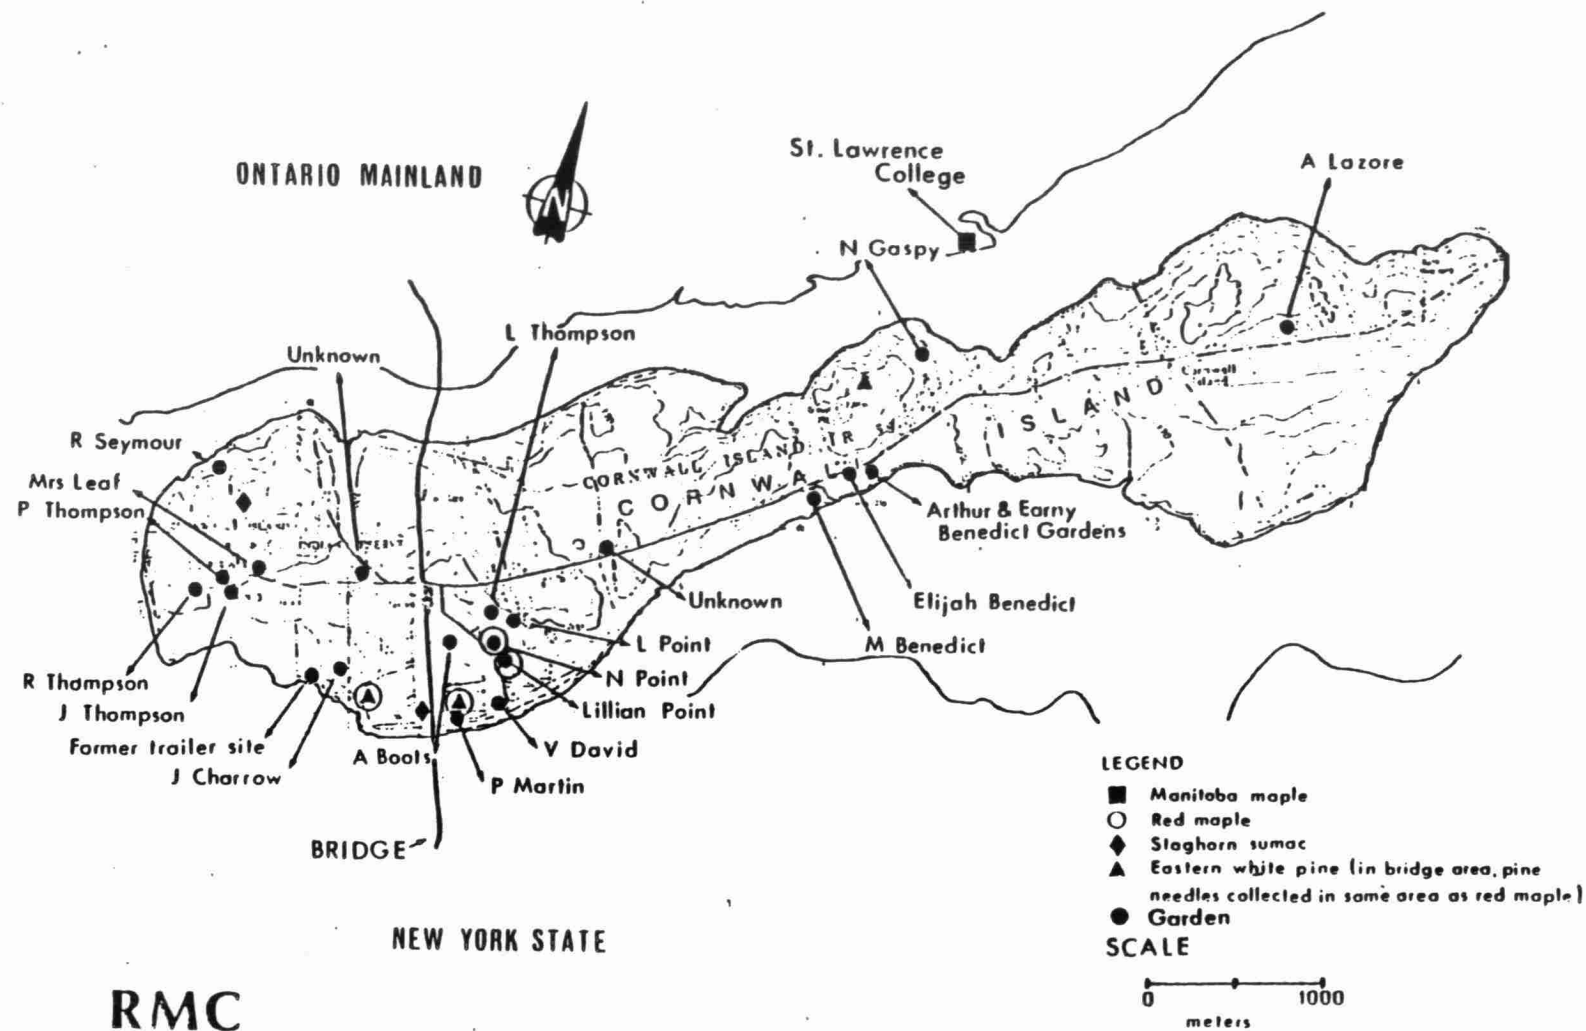 ONTARIO MAINLAND
N
St. Lawrence
College
A Lazore
N Gaspy
L Thompson
Unknown
R Seymour
Mrs Leaf
P Thompson
CORNWALL ISLAND
CORNWALL
ISLAND
Cornwall
Island
Arthur & Earny
Benedict Gardens
Unknown
Elijah Benedict
L Point
M Benedict
R Thompson
N Point
J Thompson
Lillian Point
Former trailer site
V David
A Boots
J Charrow
P Martin
BRIDGE
LEGEND
Manitoba maple
Red maple
Staghorn sumac
Eastern white pine (in bridge area, pine
needles collected in same area as red maple)
Garden
SCALE
0 1000
meters
NEW YORK STATE
RMC